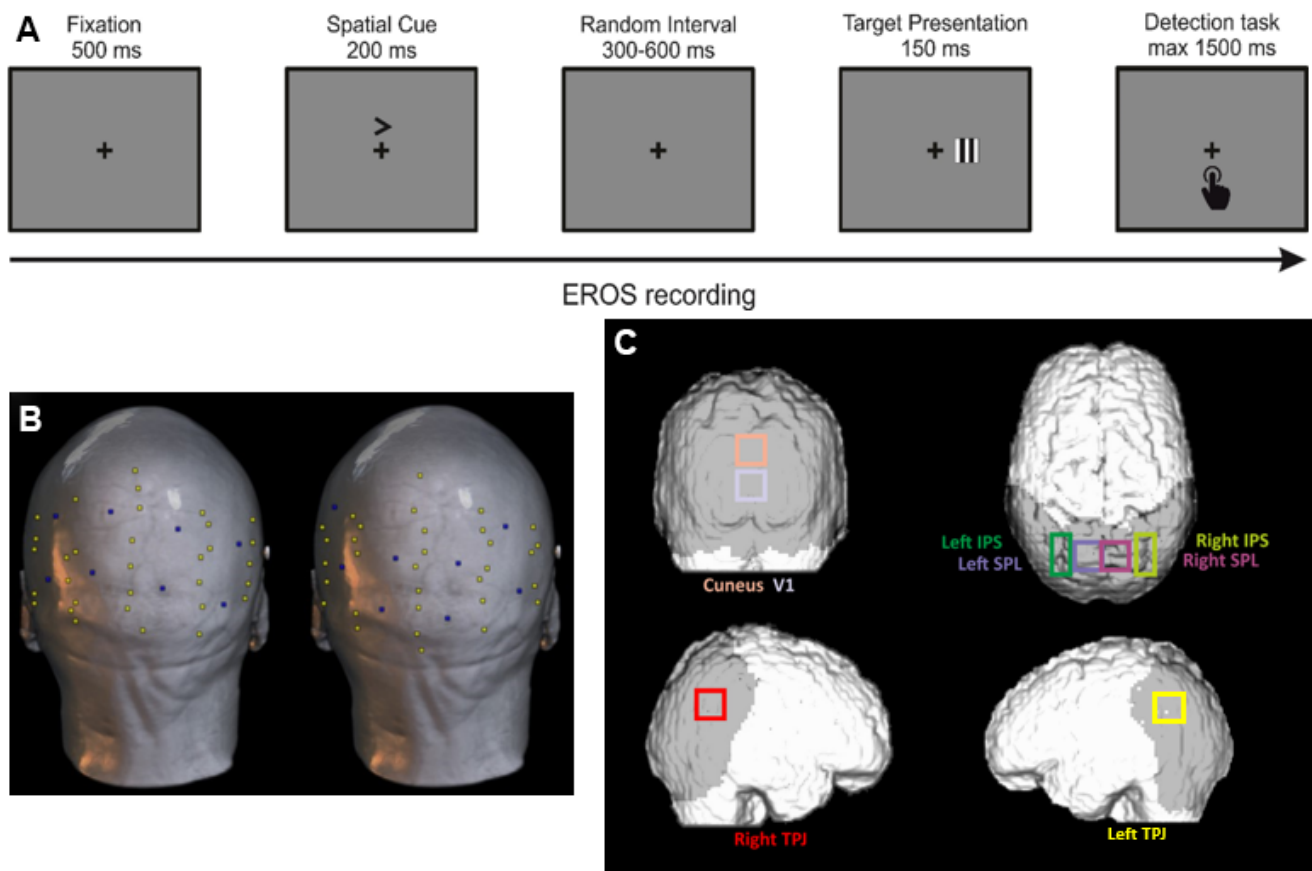 A
Fixation
500 ms
Spatial Cue
200 ms
Random Interval
300-600 ms
Target Presentation
150 ms
Detection task
max 1500 ms
EROS recording
B
C
Cuneus V1
Left IPS
Left SPL
Right IPS
Right SPL
Right TPJ
Left TPJ